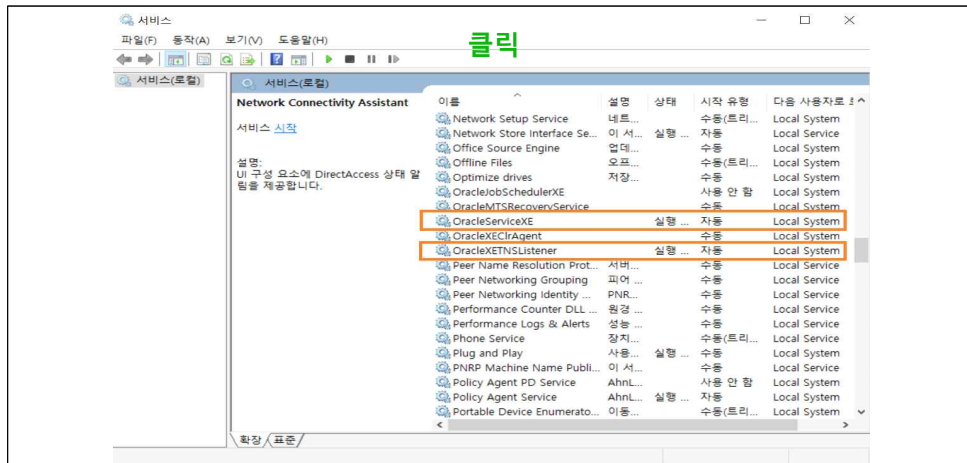 서비스
파일(F) 동작(A) 보기(V) 도움말(H)
클릭
서비스(로컬)
서비스(로컬)
Network Connectivity Assistant
서비스 시작
설명:
UI 구성 요소에 DirectAccess 상태 알
림을 제공합니다.
이름 설명 상태 시작 유형 다음 사용자로
Network Setup Service 네트... 수동(트리... Local System
Network Store Interface Se... 이 서... 실행 ... 자동 Local Service
Office Source Engine 업데... 수동 Local System
Offline Files 오프... 수동(트리... Local System
Optimize drives 저장... 수동 Local System
OracleJobSchedulerXE 사용 안 함 Local System
OracleMTSRecoveryService 수동 Local System
OracleServiceXE 실행 ... 자동 Local System
OracleXEClrAgent 수동 Local System
OracleXETNSListener 실행 ... 자동 Local System
Peer Name Resolution Prot... 서버... 수동 Local Service
Peer Networking Grouping 피어 ... 수동 Local Service
Peer Networking Identity ... PNR... 수동 Local Service
Performance Counter DLL ... 원격 ... 수동 Local Service
Performance Logs & Alerts 성능 ... 수동 Local Service
Phone Service 장치... 수동(트리... Local Service
Plug and Play 사용... 실행 ... 수동 Local System
PNRP Machine Name Publi... 이 서... 수동 Local Service
Policy Agent PD Service AhnL... 사용 안 함 Local System
Policy Agent Service AhnL... 실행 ... 자동 Local System
Portable Device Enumerato... 이동... 수동(트리... Local System
확장 표준